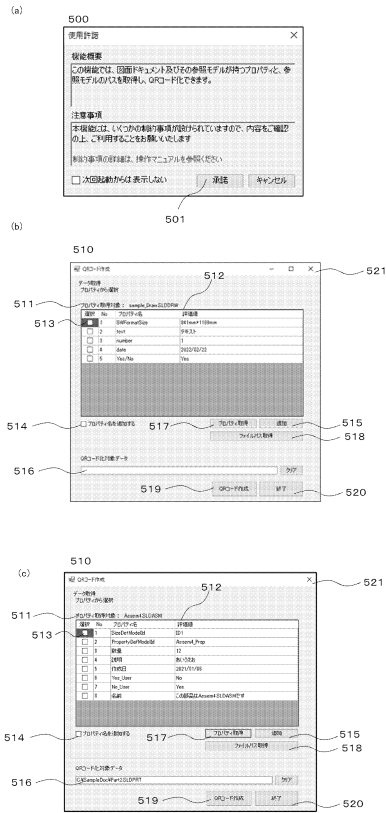 (a)
500
使用許諾
機能概要
この機能では、図面ドキュメント及びその参照モデルが持つプロパティと、参
照モデルのパスを取得し、QRコード化できます。
注意事項
本機能には、いくつかの制約事項が設けられていますので、内容をご確認
の上、ご利用することをお願いいたします
制約事項の詳細は、操作マニュアルを参照ください
次回起動からは表示しない 承諾 キャンセル
501
(b)
510
QRコード作成
521
データ取得
プロパティから選択
512
511
プロパティ取得対象： sample_Draw.SLDDRW
513
選択 No プロパティ名 評価値
1 SWFormatSize 841mm*1189mm
2 text テキスト
3 number 1
4 date 2022/02/22
5 Yes/No Yes
514
プロパティ名を追加する
517
プロパティ取得 追加
515
ファイルパス取得
518
QRコード化対象データ
516
クリア
519
QRコード作成 終了
520
(c)
510
QRコード作成
521
データ取得
プロパティから選択
512
511
プロパティ取得対象： Assem4.SLDASM
513
選択 No プロパティ名 評価値
1 SizeDefModelId ID1
2 PropertyDefModelId Assem4_Prop
3 数量 12
4 説明 あいうえお
5 作成日 2021/01/08
6 Yes_User No
7 No_User Yes
8 名前 この部品はAssem4.SLDASMです
514
プロパティ名を追加する
517
プロパティ取得 追加
515
ファイルパス取得
518
QRコード化対象データ
516
C:¥SampleDoc¥Part2.SLDPRT クリア
519
QRコード作成 終了
520